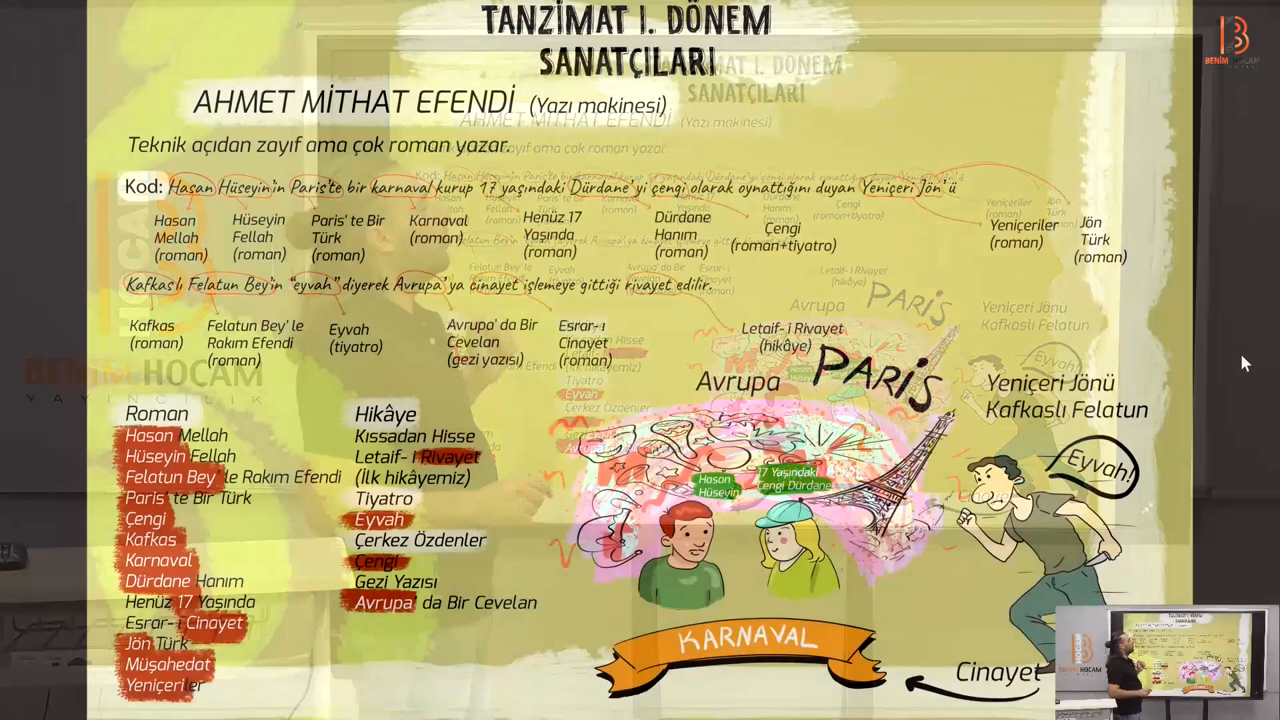 TANZİMAT I. DÖNEM
SANATÇILARI
AHMET MİTHAT EFENDİ (Yazı makinesi)
Teknik açıdan zayıf ama çok roman yazar.
Kod: Hasan Hüseyin'in Paris'te bir karnaval kurup 17 yaşındaki Dürdane'yi çengi olarak oynattığını duyan Yeniçeri Jön'ü
Hasan Mellah (roman)
Hüseyin Fellah (roman)
Paris' te Bir Türk (roman)
Karnaval (roman)
Henüz 17 Yaşında (roman)
Dürdane Hanım (roman)
Çengi (roman+tiyatro)
Yeniçeriler (roman)
Jön Türk (roman)
Kafkaslı Felatun Bey'in "eyvah" diyerek Avrupa'ya cinayet işlemeye gittiği rivayet edilir.
Kafkas (roman)
Felatun Bey' le Rakım Efendi (roman)
Eyvah (tiyatro)
Avrupa' da Bir Cevelan (gezi yazısı)
Esrar-ı Cinayet (roman)
Letaif- i Rivayet (hikâye)
Roman
Hasan Mellah
Hüseyin Fellah
Felatun Bey' le Rakım Efendi
Paris' te Bir Türk
Çengi
Kafkas
Karnaval
Dürdane Hanım
Henüz 17 Yaşında
Esrar- ı Cinayet
Jön Türk
Müşahedat
Yeniçeriler
Hikâye
Kıssadan Hisse
Letaif- i Rivayet
(İlk hikâyemiz)
Tiyatro
Eyvah
Çerkez Özdenler
Çengi
Gezi Yazısı
Avrupa' da Bir Cevelan
Avrupa
PARİS
Yeniçeri Jönü
Kafkaslı Felatun
Eyvah!
Hasan
Hüseyin
17 Yaşındaki
Çengi Dürdane
KARNAVAL
Cinayet
BENİM HOCAM
YAYINCILIK
BENİM HOCAM